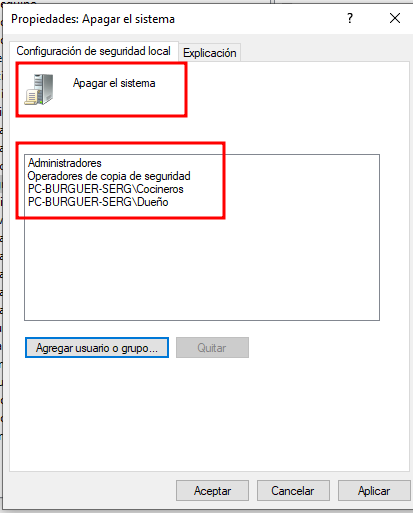 Propiedades: Apagar el sistema
?
Configuración de seguridad local
Explicación
Apagar el sistema
Administradores
Operadores de copia de seguridad
PC-BURGUER-SERG\Cocineros
PC-BURGUER-SERG\Dueño
Agregar usuario o grupo...
Quitar
Aceptar
Cancelar
Aplicar